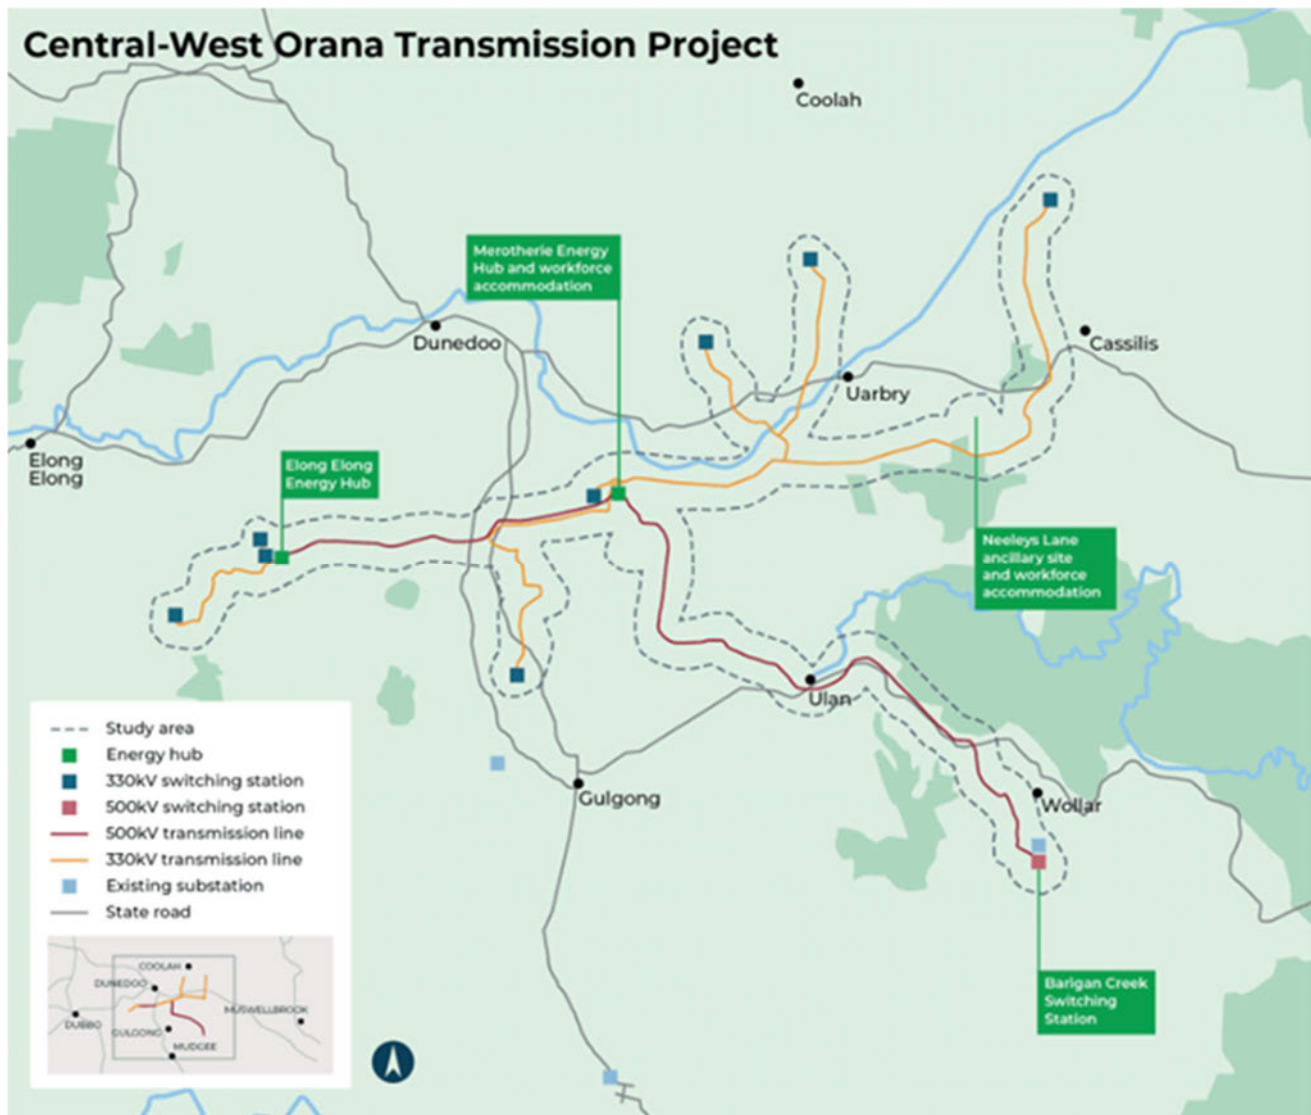 Central-West Orana Transmission Project
Coolah
Merotherie Energy
Hub and workforce
accommodation
Dunedoo
Cassilis
Uarbry
Elong
Elong
Elong Elong
Energy Hub
Neeleys Lane
ancillary site
and workforce
accommodation
Ulan
Gulgong
Wollar
Barigan Creek
Switching
Station
Study area
Energy hub
330kV switching station
500kV switching station
500kV transmission line
330kV transmission line
Existing substation
State road
COOLAH
DUNEDOO
MUSWELLBROOK
DUBBO
GULGONG
MUDGEE